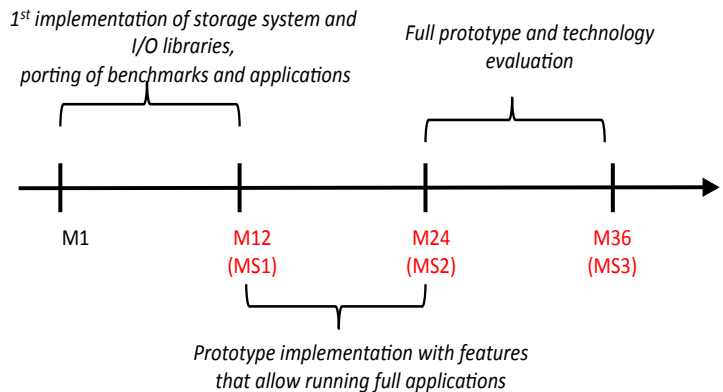 1st implementation of storage system and
I/O libraries,
porting of benchmarks and applications
Full prototype and technology
evaluation
M1
M12
(MS1)
M24
(MS2)
M36
(MS3)
Prototype implementation with features
that allow running full applications